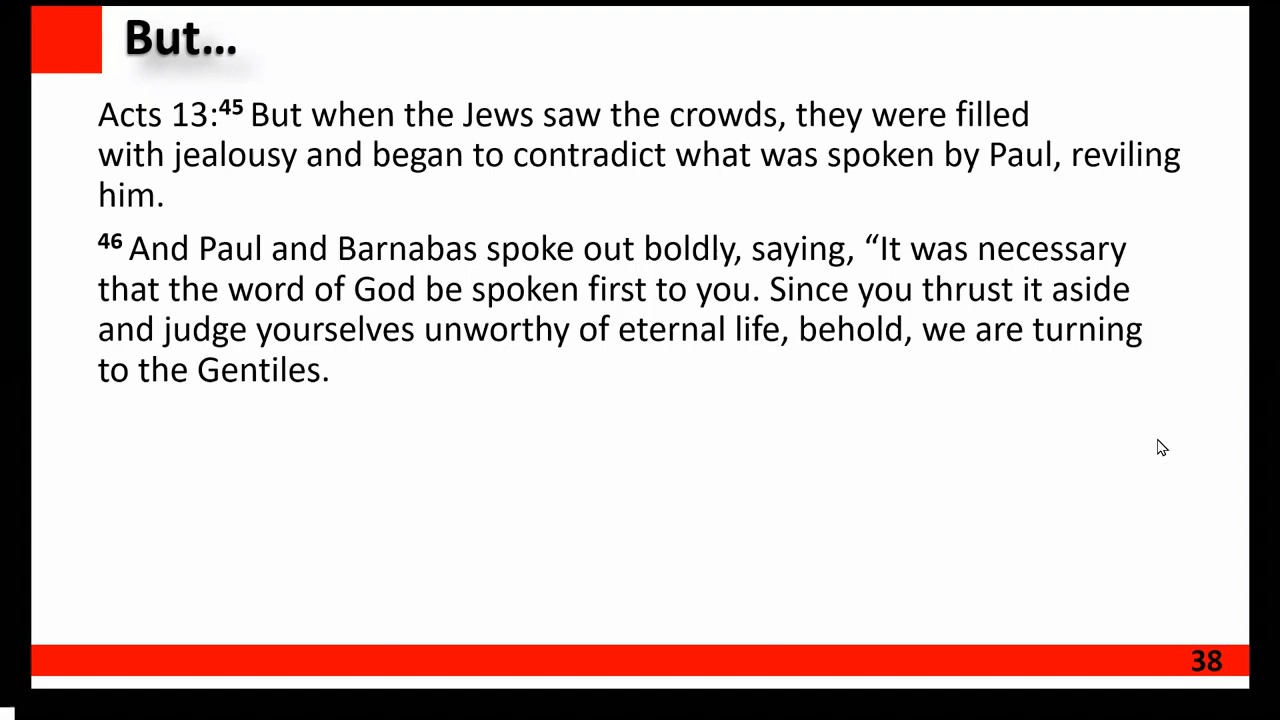 But...
Acts 13:45 But when the Jews saw the crowds, they were filled
with jealousy and began to contradict what was spoken by Paul, reviling
him.
46 And Paul and Barnabas spoke out boldly, saying, “It was necessary
that the word of God be spoken first to you. Since you thrust it aside
and judge yourselves unworthy of eternal life, behold, we are turning
to the Gentiles.
38